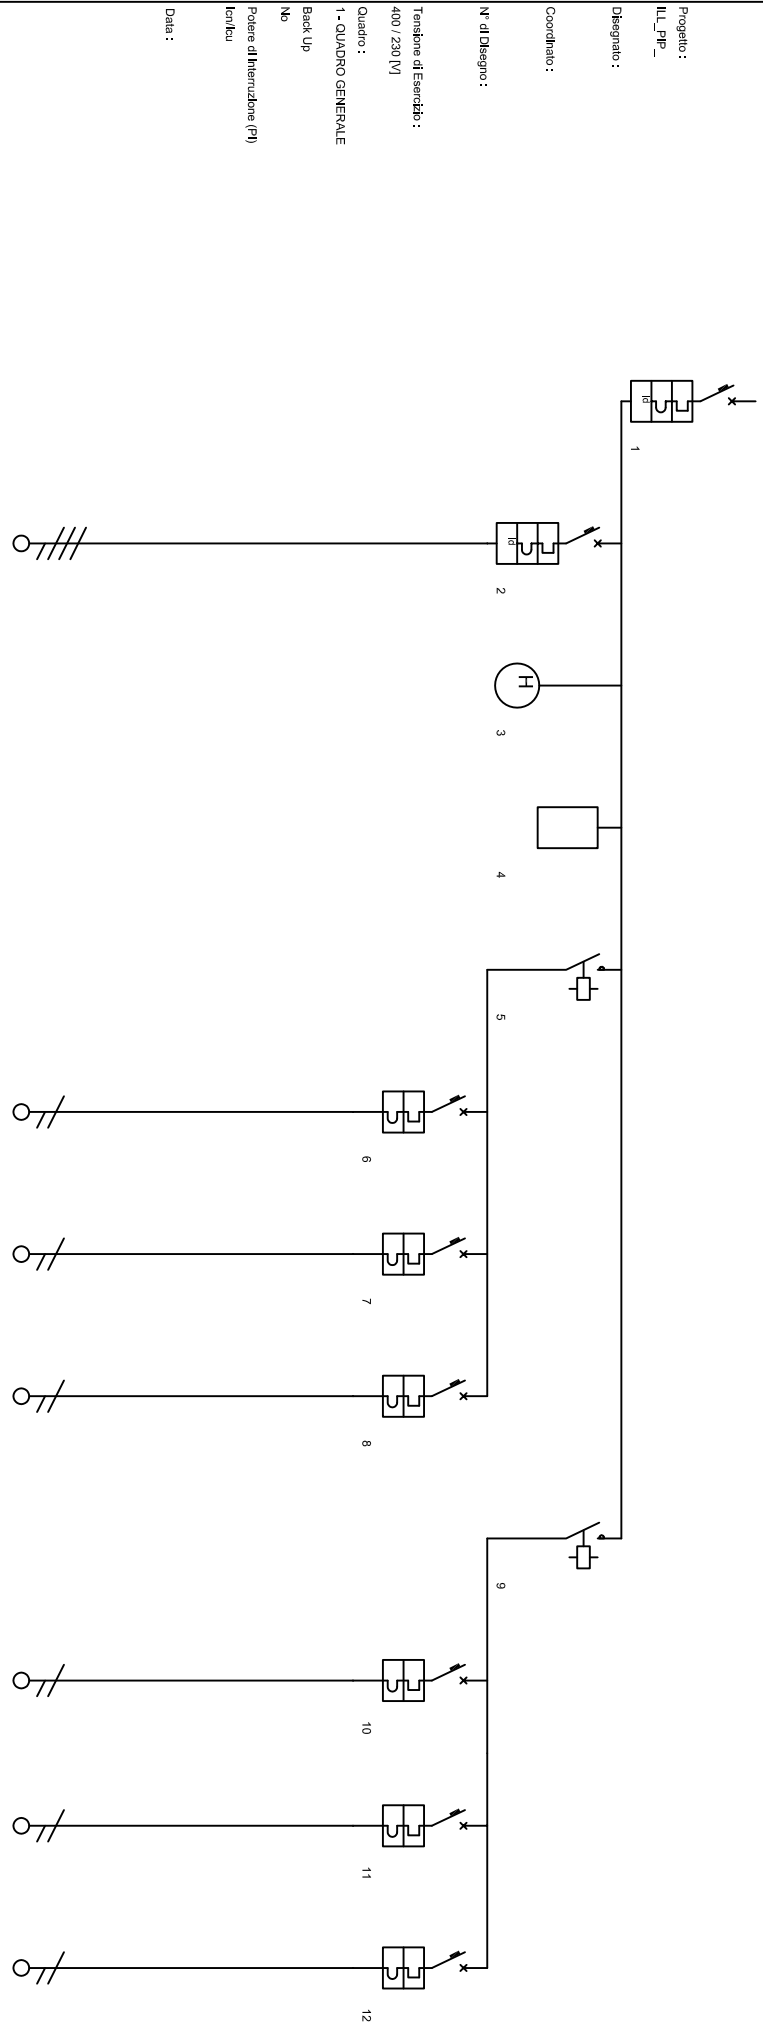 Progetto :
ILL_PIP_
Disegnato :
Coordinato :
N° di Disegno :
Tensione di Esercizio :
400 / 230 [V]
Quadro :
1 - QUADRO GENERALE
Back Up
No
Potere di Interruzione (PI)
Icn/Icu
Data :
Id
1
Id
2
H
3
4
5
6
7
8
9
10
11
12